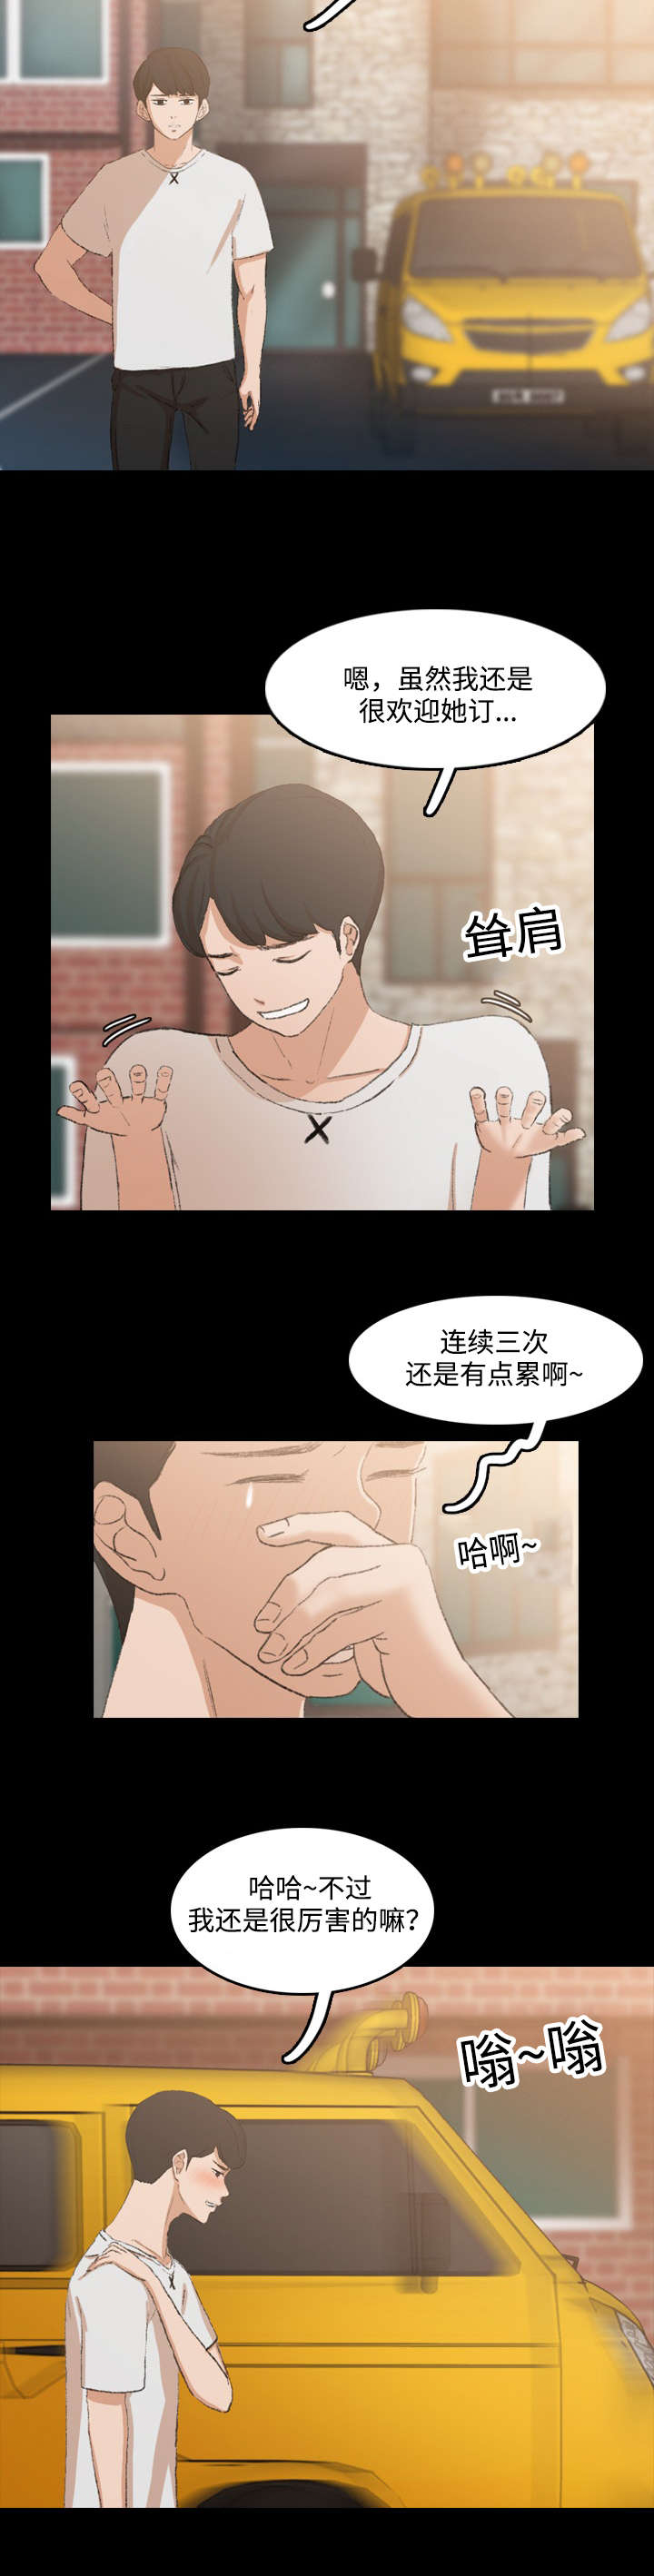 嗯，虽然我还是
很欢迎她订...
耸肩
连续三次
还是有点累啊~
哈啊~
哈哈~不过
我还是很厉害的嘛？
嗡~嗡